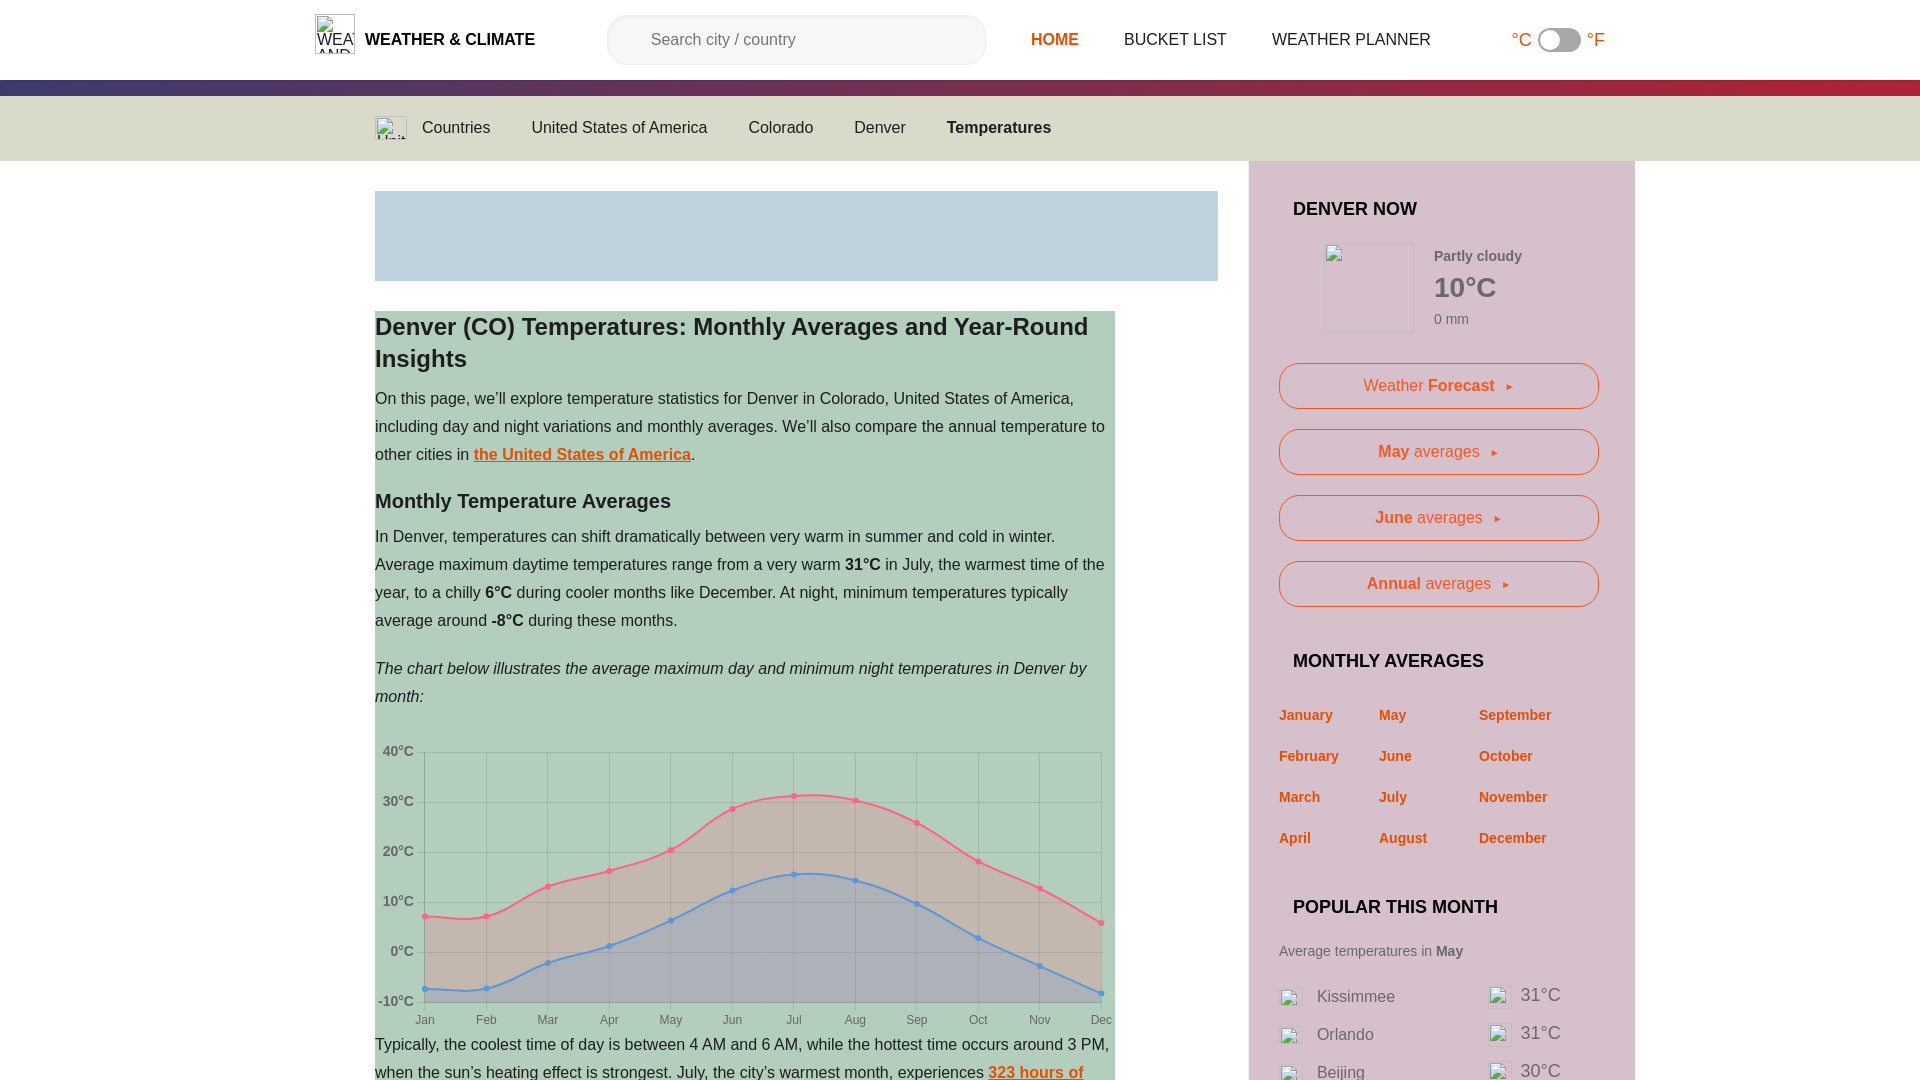 WEATHER & CLIMATE
Search city / country
HOME
BUCKET LIST
WEATHER PLANNER
°C
°F
Countries
United States of America
Colorado
Denver
Temperatures
Denver (CO) Temperatures: Monthly Averages and Year-Round
Insights
On this page, we’ll explore temperature statistics for Denver in Colorado, United States of America,
including day and night variations and monthly averages. We’ll also compare the annual temperature to
other cities in the United States of America.
Monthly Temperature Averages
In Denver, temperatures can shift dramatically between very warm in summer and cold in winter.
Average maximum daytime temperatures range from a very warm 31°C in July, the warmest time of the
year, to a chilly 6°C during cooler months like December. At night, minimum temperatures typically
average around -8°C during these months.
The chart below illustrates the average maximum day and minimum night temperatures in Denver by
month:
40°C
30°C
20°C
10°C
0°C
-10°C
Jan Feb Mar Apr May Jun Jul Aug Sep Oct Nov Dec
Typically, the coolest time of day is between 4 AM and 6 AM, while the hottest time occurs around 3 PM,
when the sun’s heating effect is strongest. July, the city’s warmest month, experiences 323 hours of
DENVER NOW
Partly cloudy
10°C
0 mm
Weather Forecast ►
May averages ►
June averages ►
Annual averages ►
MONTHLY AVERAGES
January May September
February June October
March July November
April August December
POPULAR THIS MONTH
Average temperatures in May
Kissimmee 31°C
Orlando 31°C
Beijing 30°C